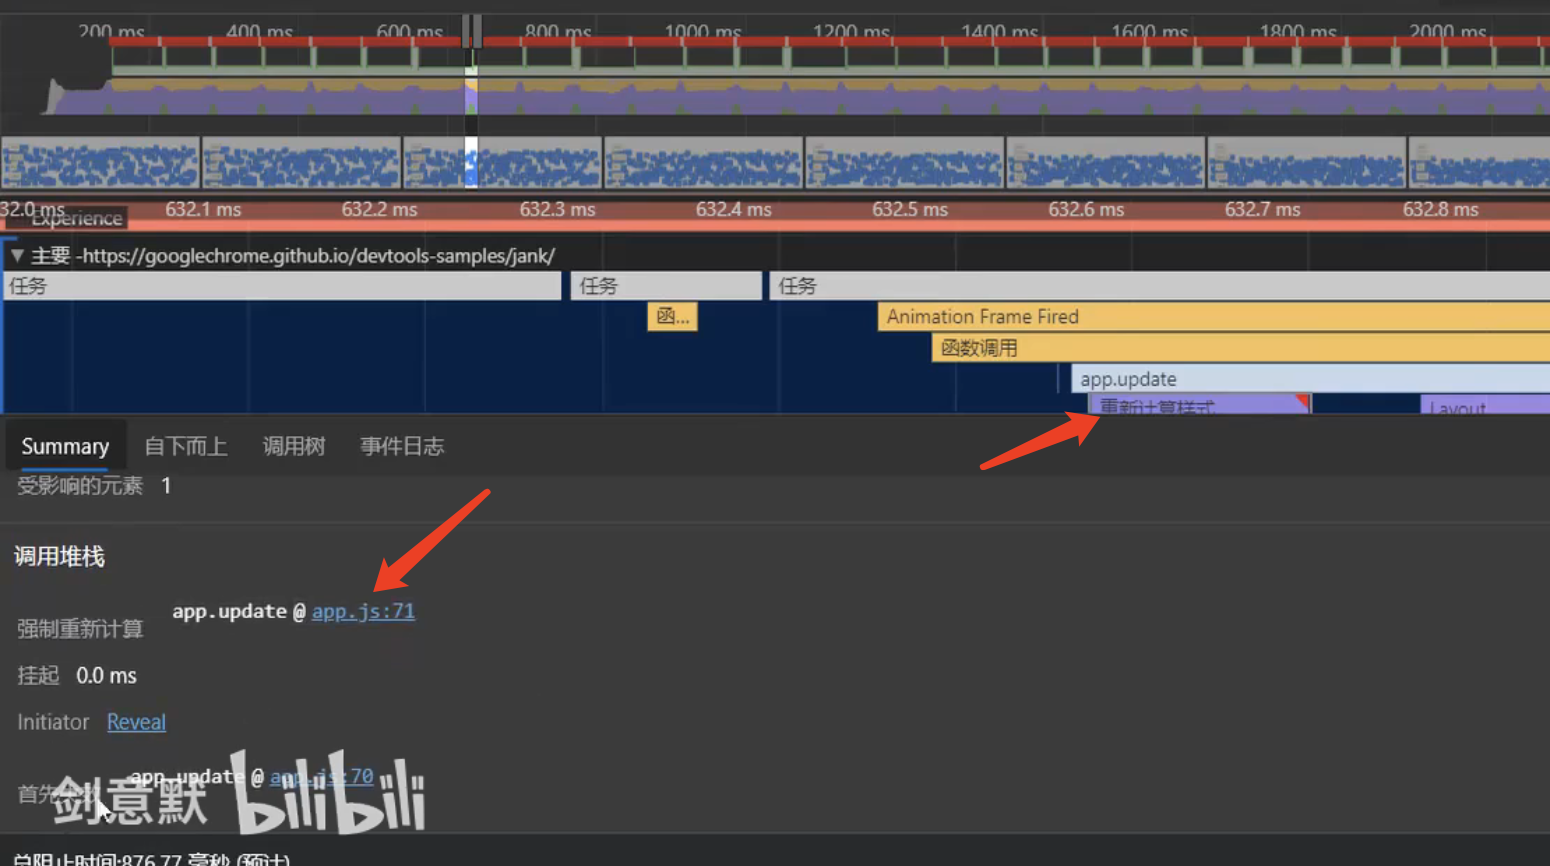 200 ms 400 ms 600 ms 800 ms 1000 ms 1200 ms 1400 ms 1600 ms 1800 ms 2000 ms
32.0 ms 632.1 ms 632.2 ms 632.3 ms 632.4 ms 632.5 ms 632.6 ms 632.7 ms 632.8 ms
Experience
▼ 主要 -https://googlechrome.github.io/devtools-samples/jank/
任务 任务 任务
函... Animation Frame Fired
函数调用
app.update
重新计算样式 Layout
Summary 自下而上 调用树 事件日志
受影响的元素 1
调用堆栈
app.update @ app.js:71
强制重新计算
挂起 0.0 ms
Initiator Reveal
app.update @ app.js:70
首先
剑意默 bilibili
总阻止时间:876.77 毫秒 (预计)